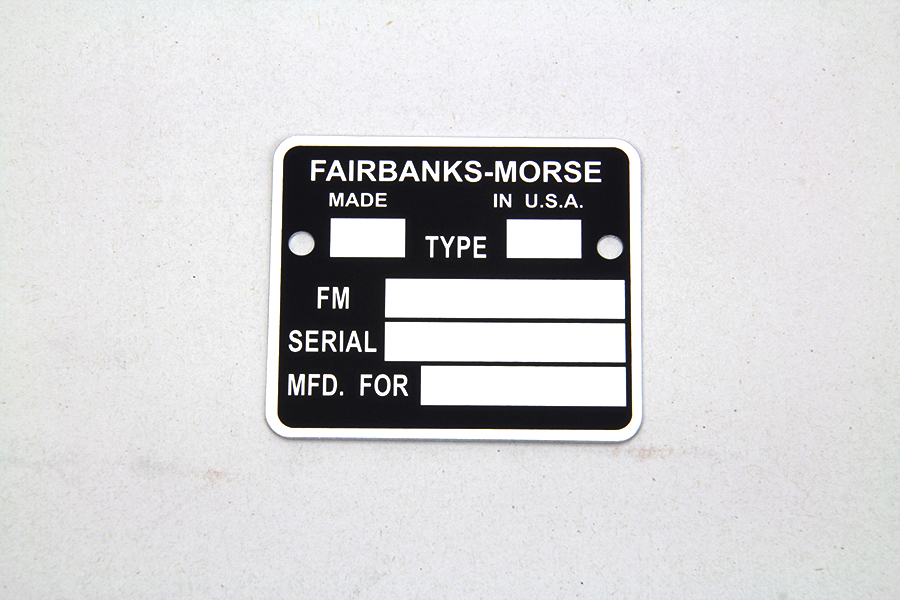 FAIRBANKS-MORSE
MADE IN U.S.A.
TYPE
FM
SERIAL
MFD. FOR